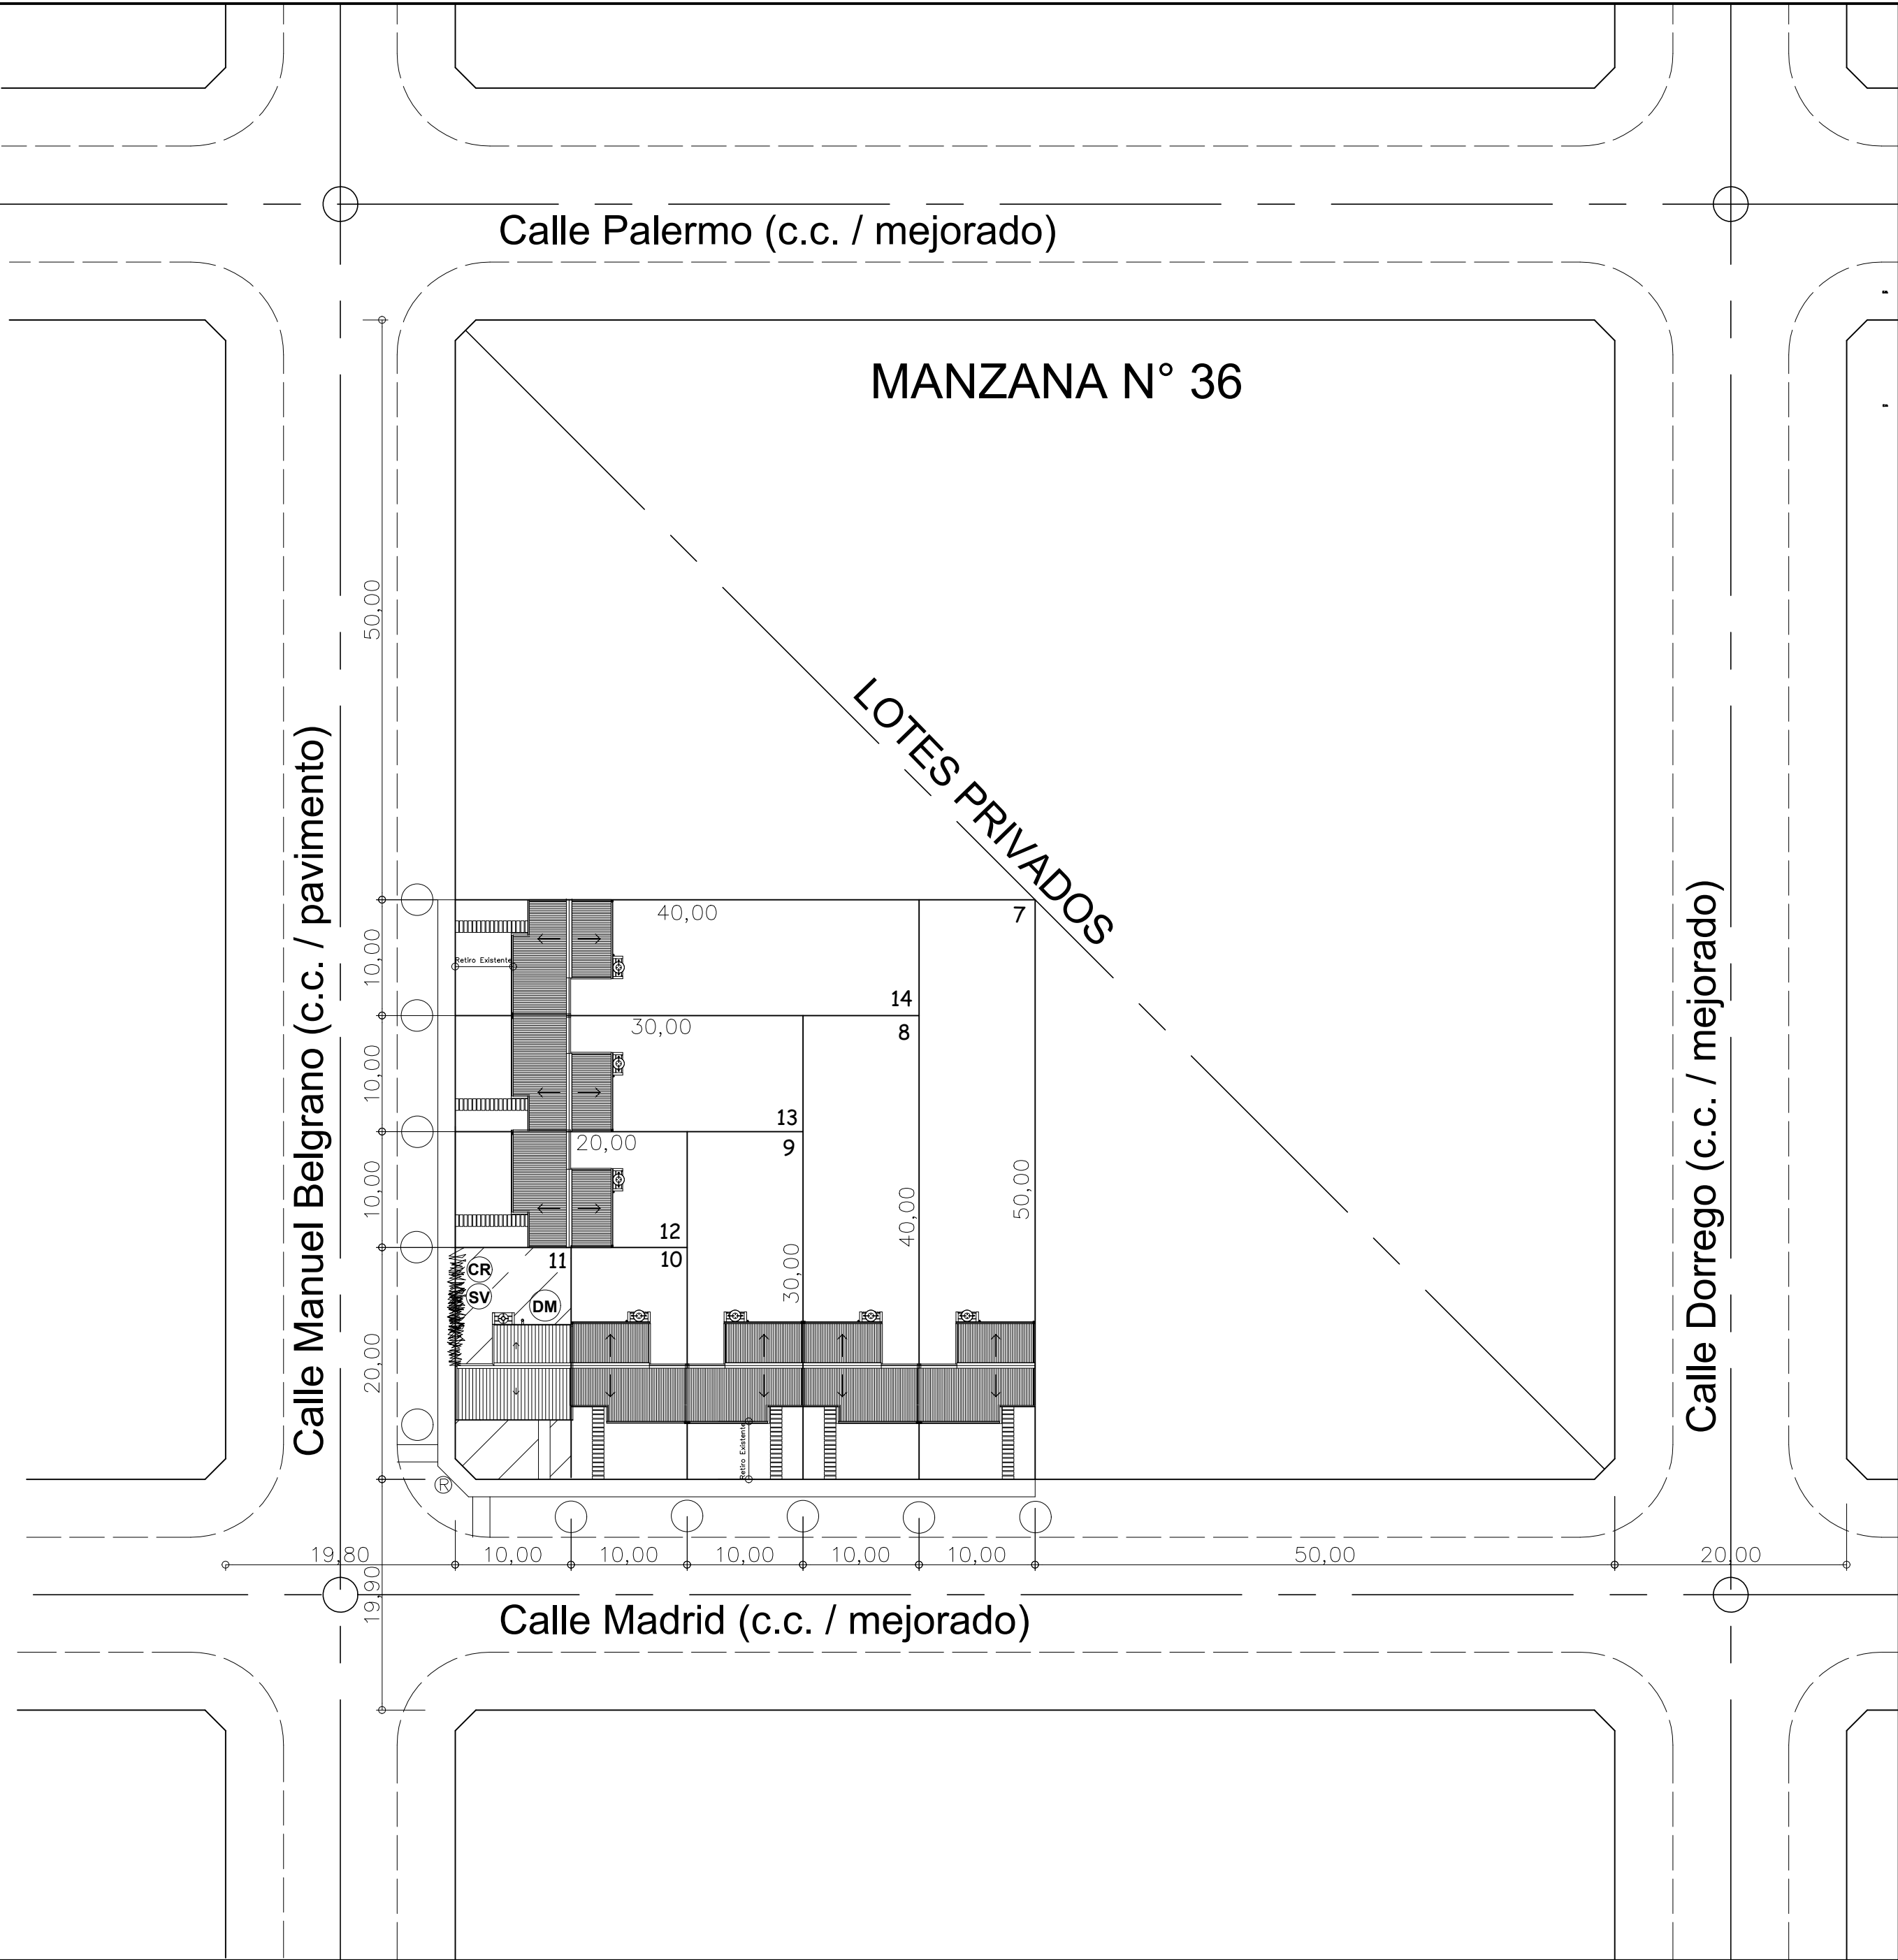 Calle Palermo (c.c. / mejorado)
MANZANA N° 36
LOTES PRIVADOS
Calle Manuel Belgrano (c.c. / pavimento)
Calle Dorrego (c.c. / mejorado)
50,00
10,00
10,00
10,00
20,00
19,90
40,00
7
Retiro Existente
14
30,00
8
13
20,00
9
12
40,00
50,00
11
10
30,00
CR
SV
DM
Retiro Existente
R
19,80
10,00
10,00
10,00
10,00
10,00
50,00
20,00
Calle Madrid (c.c. / mejorado)